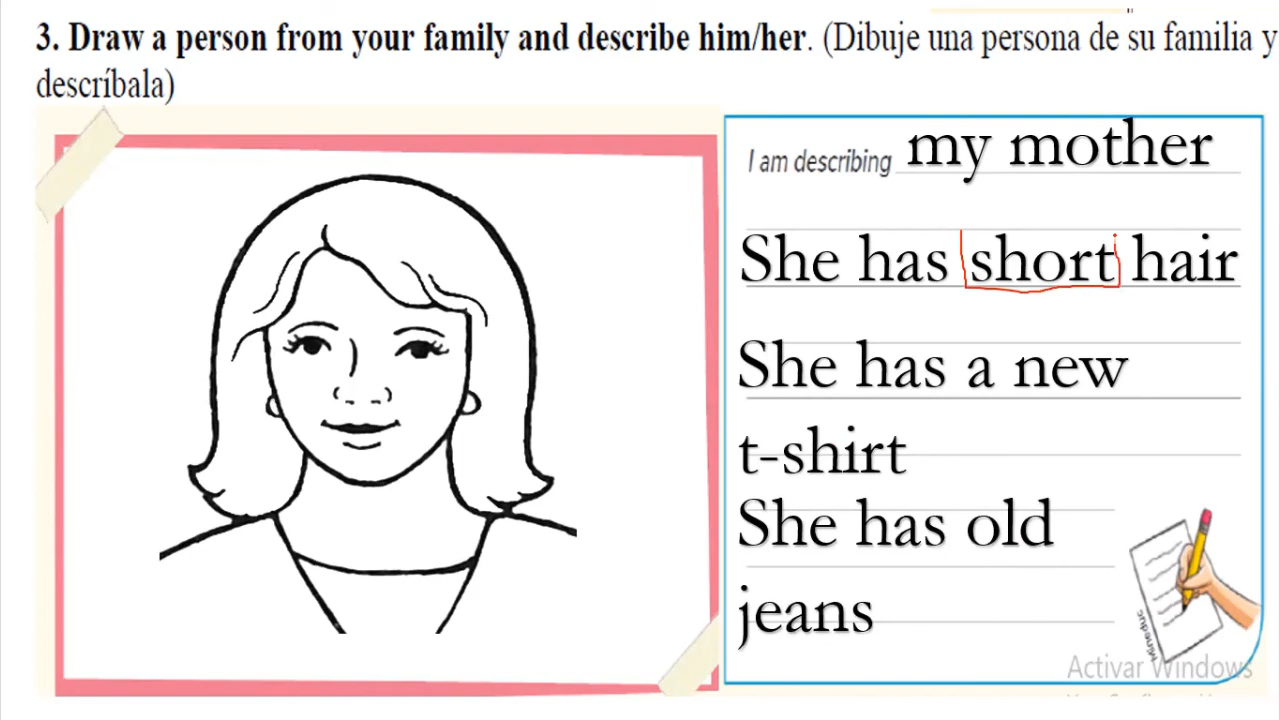 3. Draw a person from your family and describe him/her. (Dibuje una persona de su familia y
descríbala)
I am describing my mother
She has short hair
She has a new
t-shirt
She has old
jeans
Mineduc
Activar Windows